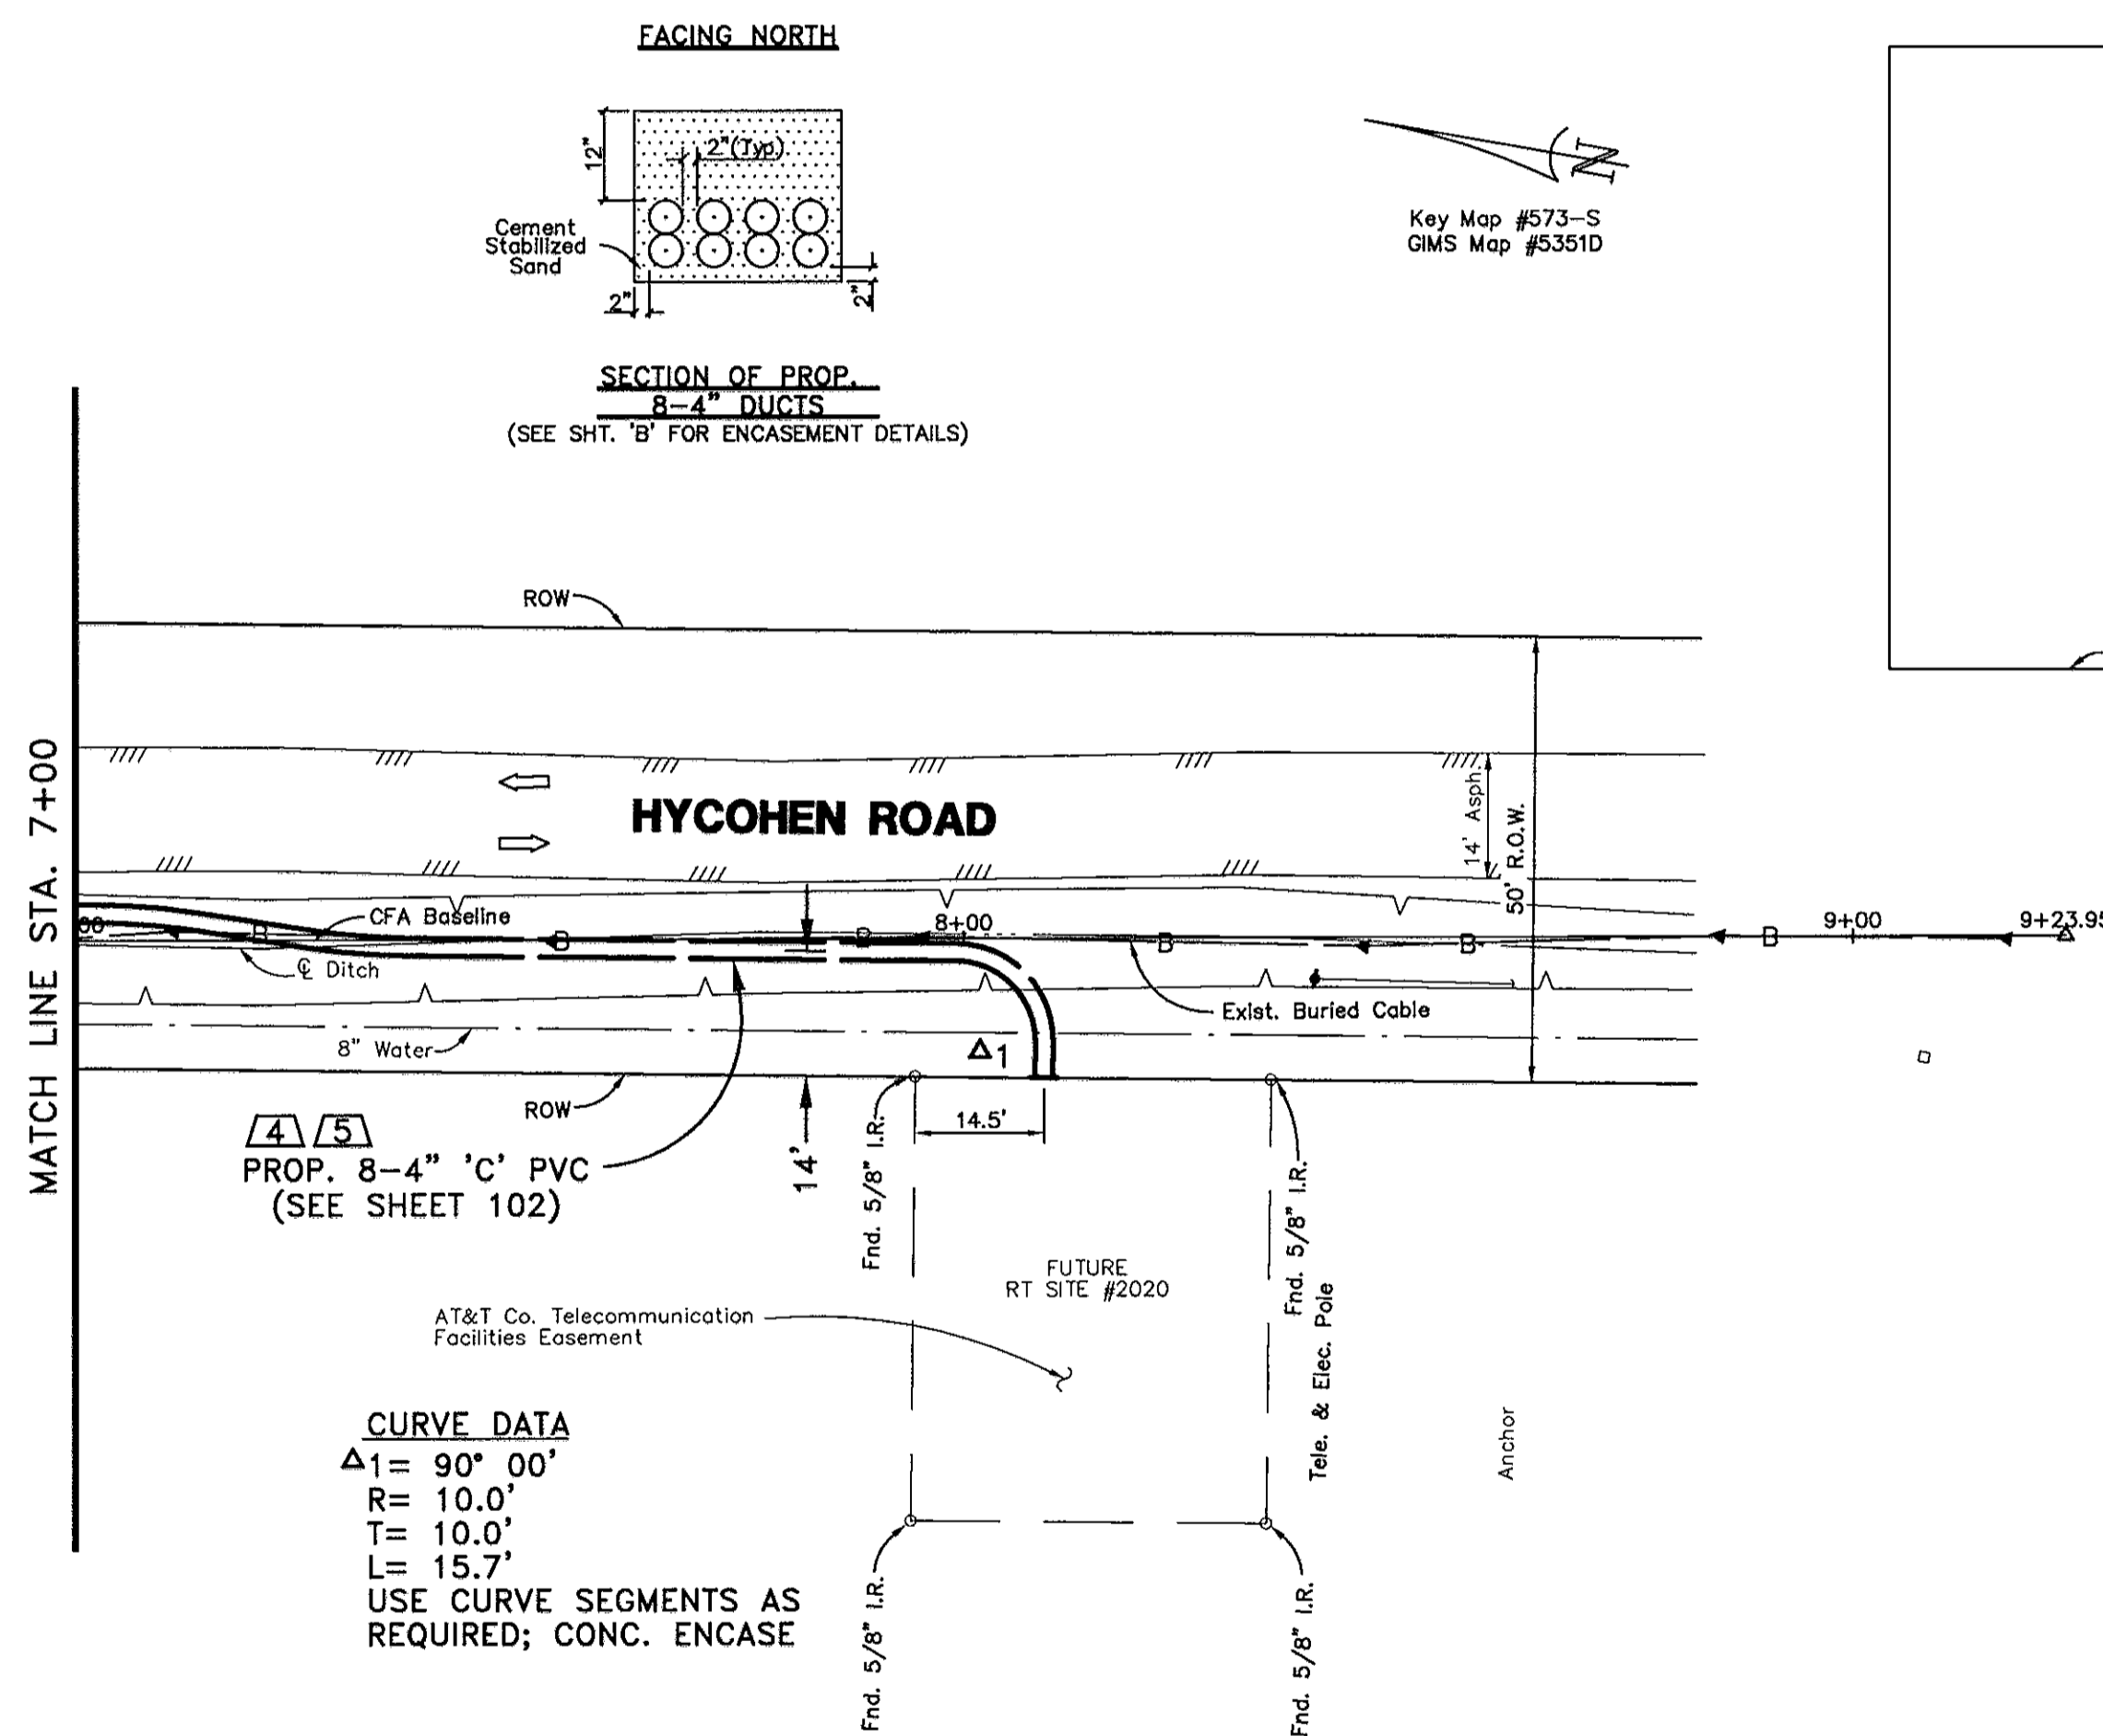 FACING NORTH
12"
2"(Typ.)
Cement
Stabilized
Sand
2"
2"
SECTION OF PROP.
8-4" DUCTS
(SEE SHT. 'B' FOR ENCASEMENT DETAILS)
N
Key Map #573-S
GIMS Map #5351D
MATCH LINE STA. 7+00
ROW
HYCOHEN ROAD
14' Asph.
50' R.O.W.
00
B
CFA Baseline
B
B
8+00
B
B
B
9+00
9+23.95
℄ Ditch
Exist. Buried Cable
8" Water
Δ1
ROW
14.5'
14'
4 5
PROP. 8-4" 'C' PVC
(SEE SHEET 102)
Fnd. 5/8" I.R.
Fnd. 5/8" I.R.
Tele. & Elec. Pole
Anchor
FUTURE
RT SITE #2020
AT&T Co. Telecommunication
Facilities Easement
CURVE DATA
Δ1= 90° 00'
R= 10.0'
T= 10.0'
L= 15.7'
USE CURVE SEGMENTS AS
REQUIRED; CONC. ENCASE
Fnd. 5/8" I.R.
Fnd. 5/8" I.R.